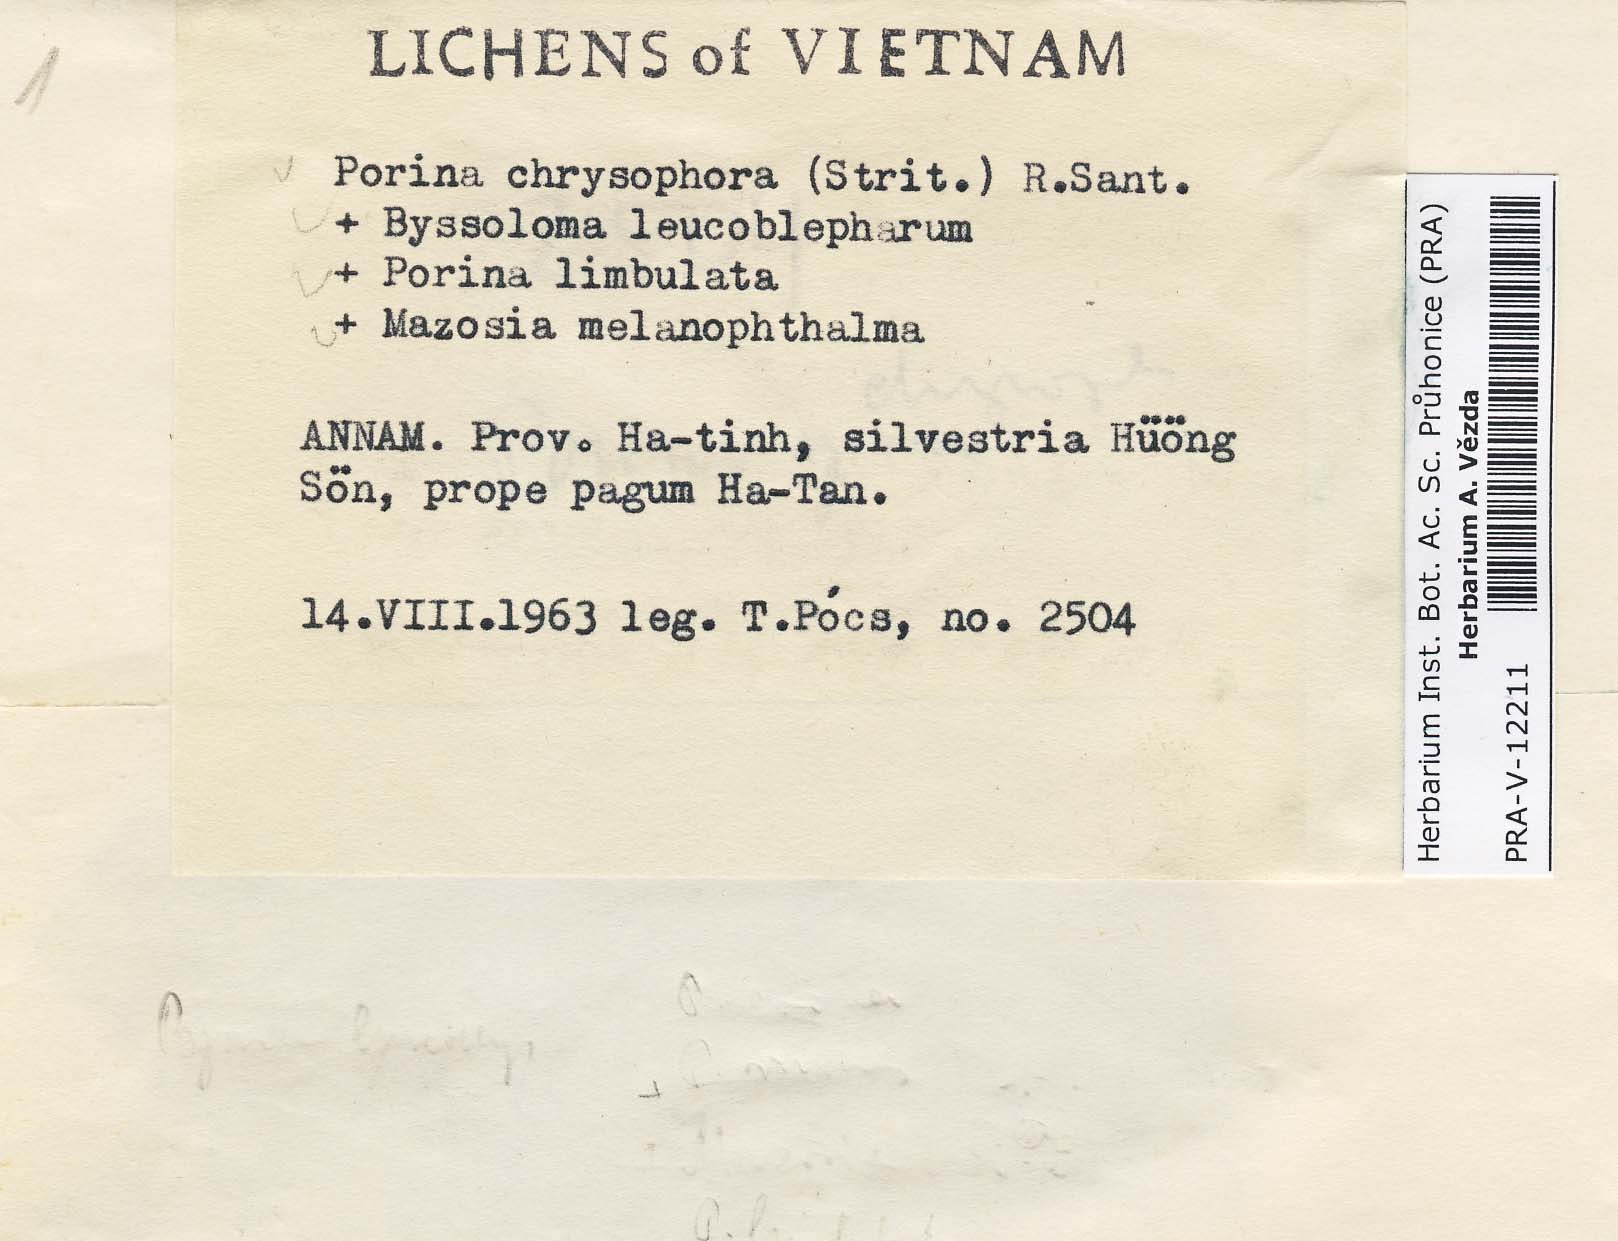 LICHENS of VIETNAM
Porina chrysophora (Strit.) R.Sant.
+ Byssoloma leucoblepharum
+ Porina limbulata
+ Mazosia melanophthalma
ANNAM. Prov. Ha-tinh, silvestria Hüöng
Sön, prope pagum Ha-Tan.
14.VIII.1963 leg. T.Pócs, no. 2504
Herbarium Inst. Bot. Ac. Sc. Průhonice (PRA)
Herbarium A. Vězda
PRA-V-12211
1